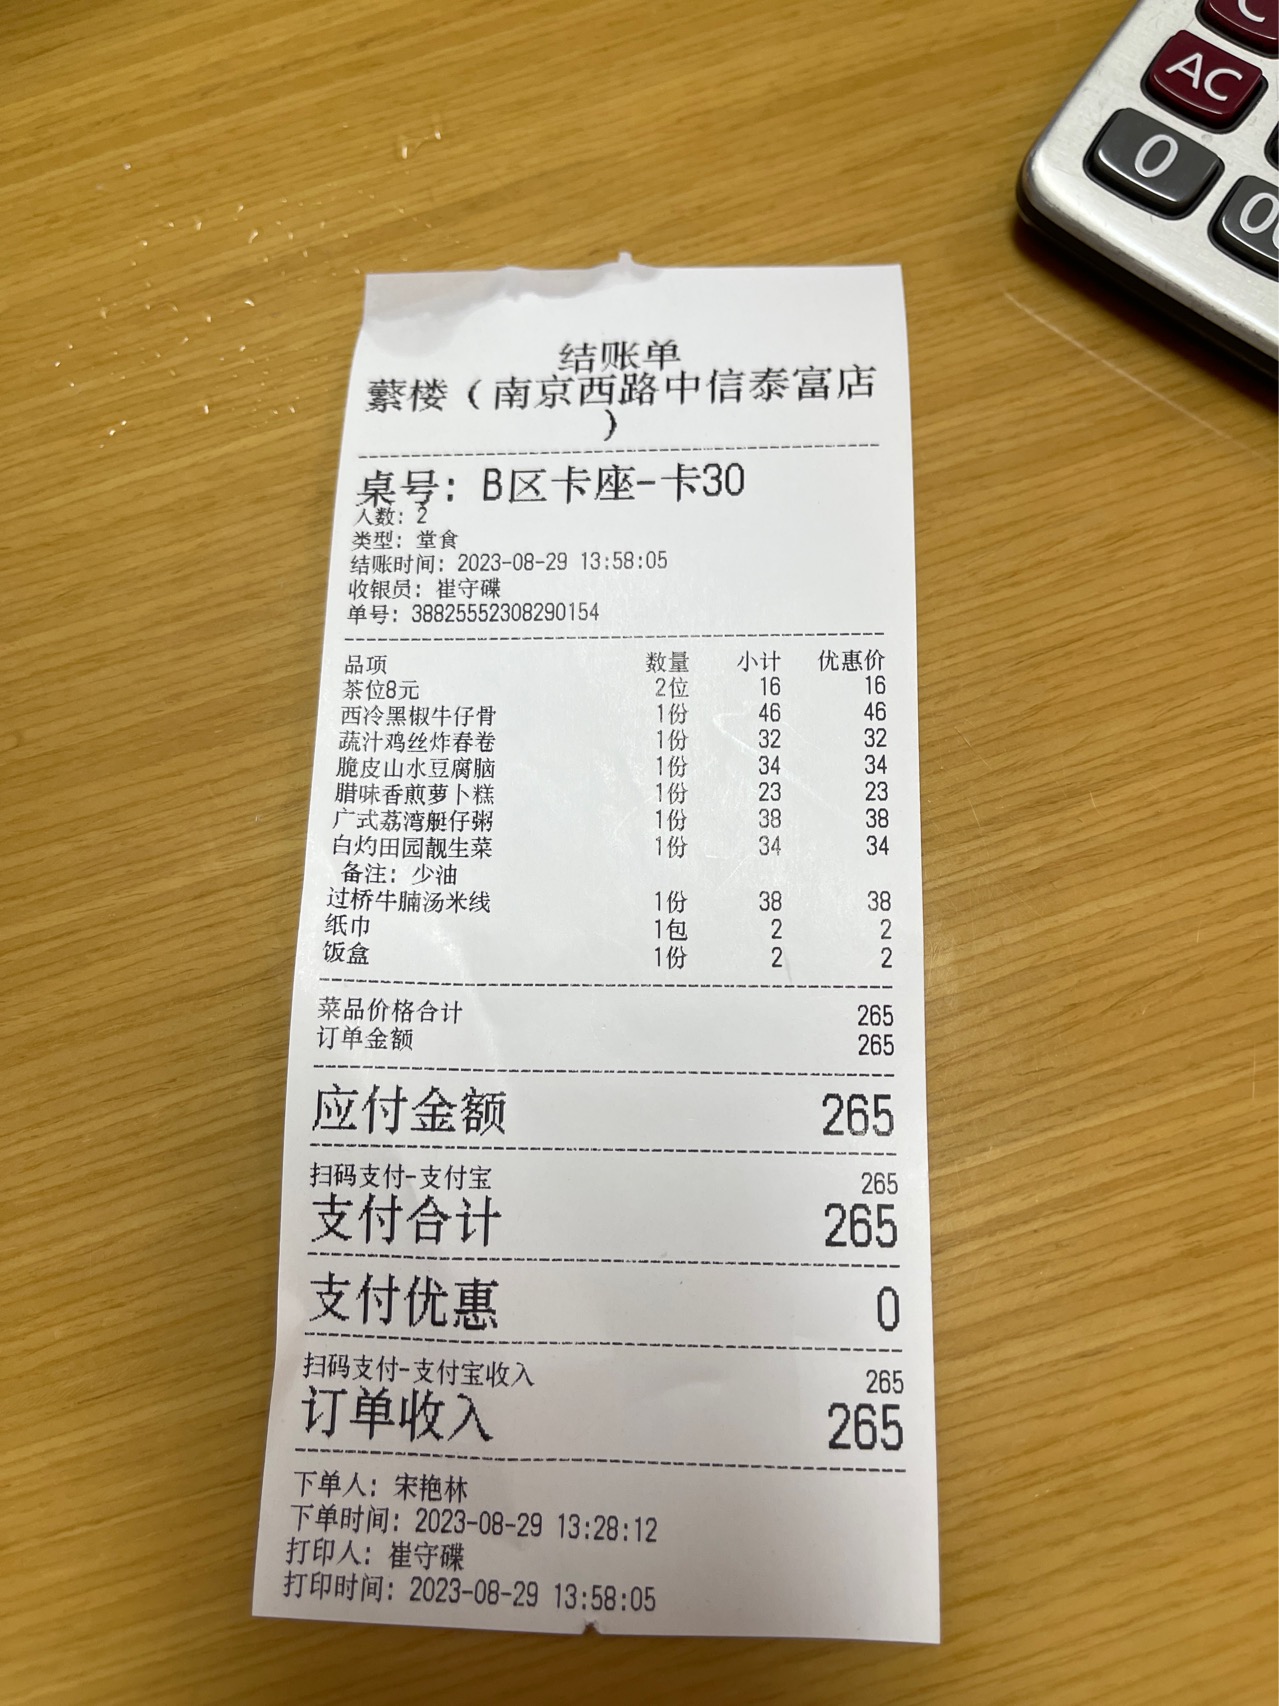 结账单
蘩楼（南京西路中信泰富店
）
桌号：B区卡座-卡30
人数：2
类型：堂食
结账时间：2023-08-29 13:58:05
收银员：崔守碟
单号：38825552308290154
品项 数量 小计 优惠价
茶位8元 2位 16 16
西冷黑椒牛仔骨 1份 46 46
蔬汁鸡丝炸春卷 1份 32 32
脆皮山水豆腐脑 1份 34 34
腊味香煎萝卜糕 1份 23 23
广式荔湾艇仔粥 1份 38 38
白灼田园靓生菜 1份 34 34
备注：少油
过桥牛腩汤米线 1份 38 38
纸巾 1包 2 2
饭盒 1份 2 2
菜品价格合计 265
订单金额 265
应付金额 265
扫码支付-支付宝 265
支付合计 265
支付优惠 0
扫码支付-支付宝收入 265
订单收入 265
下单人：宋艳林
下单时间：2023-08-29 13:28:12
打印人：崔守碟
打印时间：2023-08-29 13:58:05
AC
0